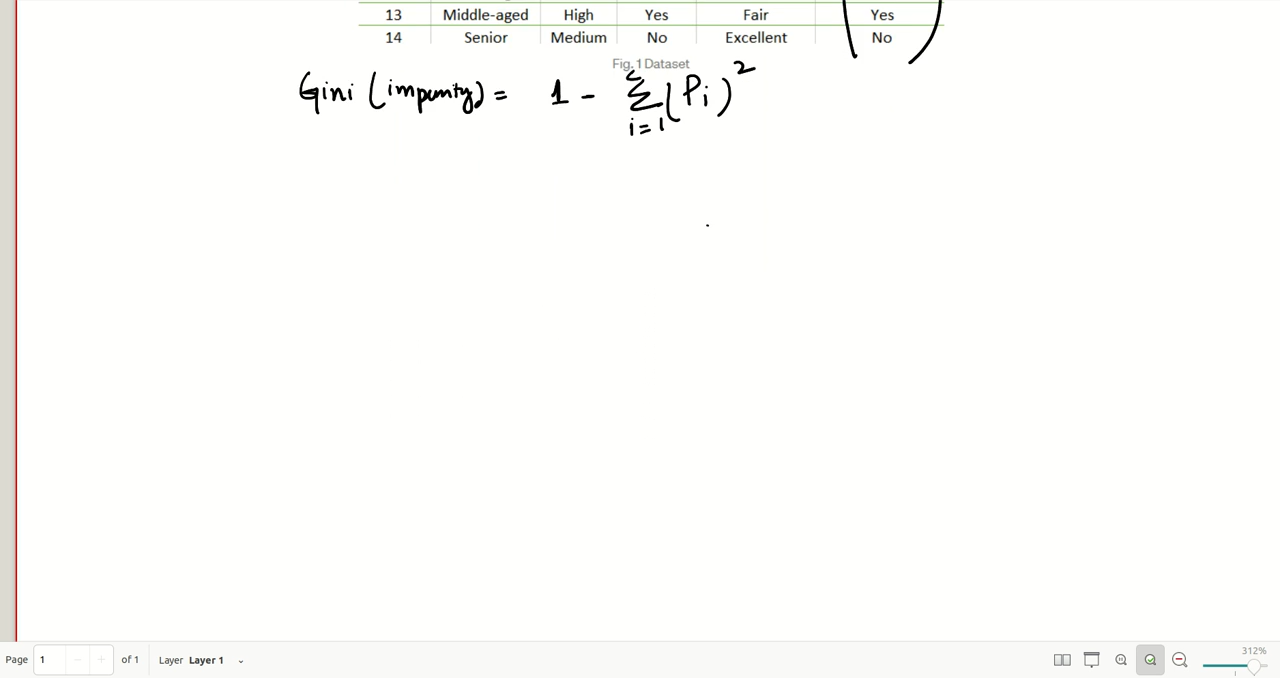 13 Middle-aged High Yes Fair Yes
14 Senior Medium No Excellent No
Fig. 1 Dataset
Gini (impurity) = 1 - Σ_{i=1}^{c} (Pi)^2
Page 1 of 1 Layer Layer 1 312%